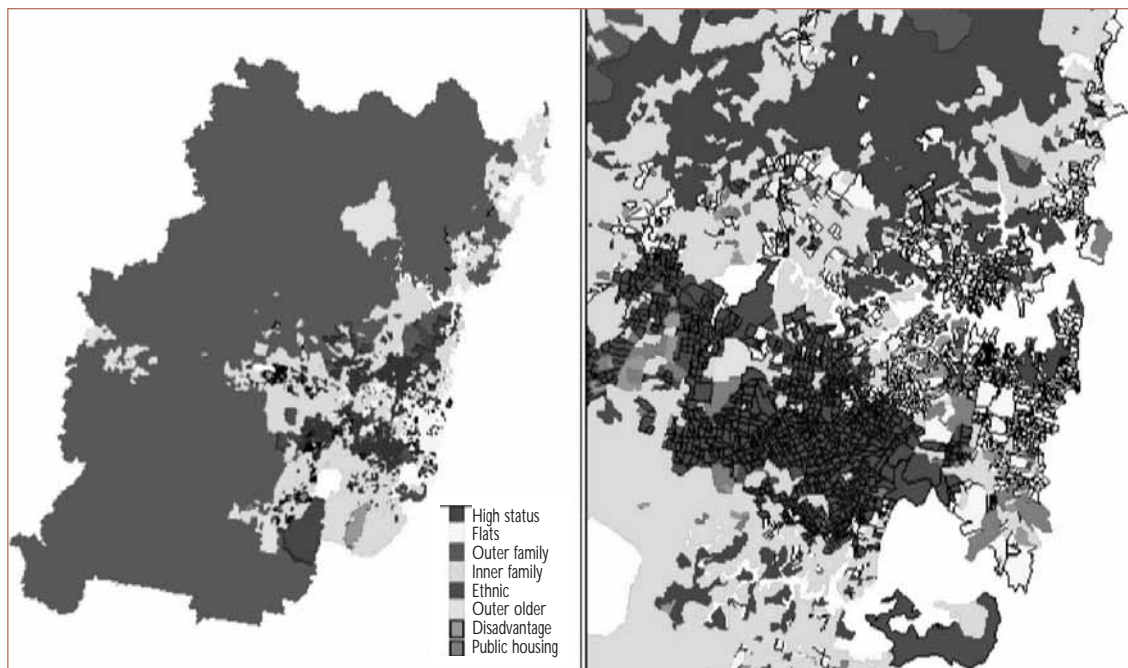 High status
Flats
Outer family
Inner family
Ethnic
Outer older
Disadvantage
Public housing